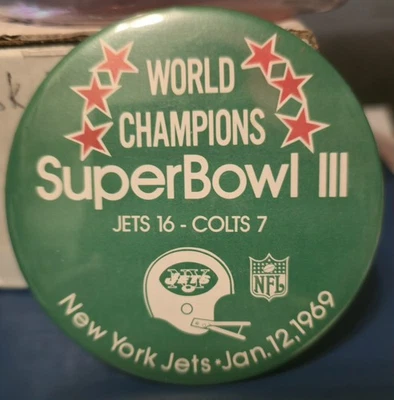 WORLD
CHAMPIONS
SuperBowl III
JETS 16 - COLTS 7
NY
Jets
NFL
New York Jets • Jan. 12, 1969